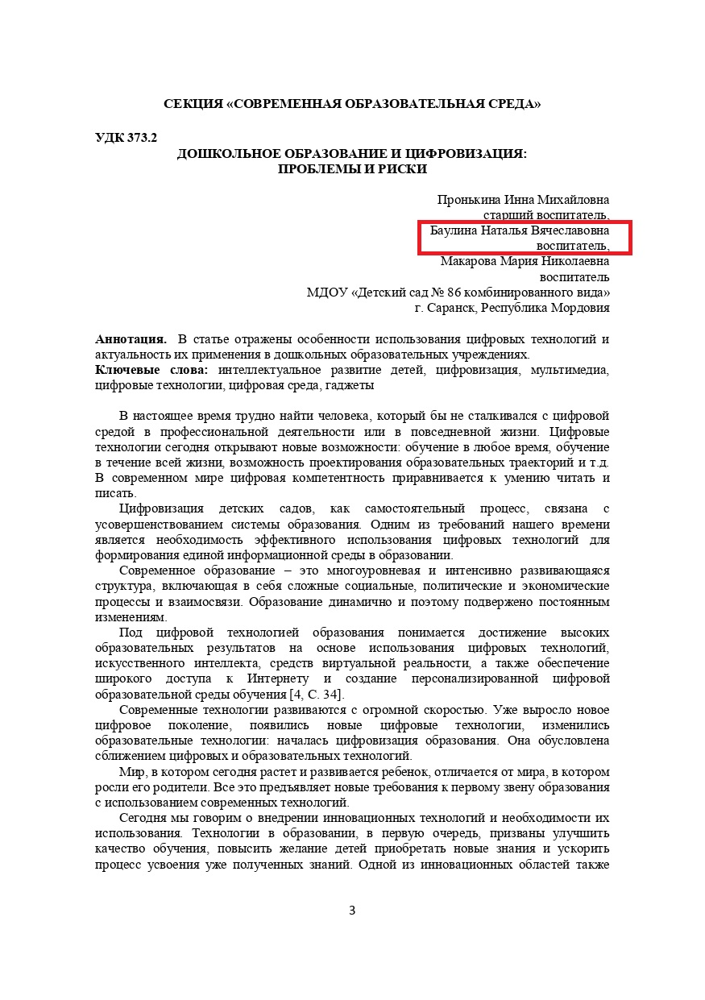 СЕКЦИЯ «СОВРЕМЕННАЯ ОБРАЗОВАТЕЛЬНАЯ СРЕДА»
УДК 373.2
ДОШКОЛЬНОЕ ОБРАЗОВАНИЕ И ЦИФРОВИЗАЦИЯ:
ПРОБЛЕМЫ И РИСКИ
Пронькина Инна Михайловна
старший воспитатель,
Баулина Наталья Вячеславовна
воспитатель,
Макарова Мария Николаевна
воспитатель
МДОУ «Детский сад № 86 комбинированного вида»
г. Саранск, Республика Мордовия
Аннотация. В статье отражены особенности использования цифровых технологий и
актуальность их применения в дошкольных образовательных учреждениях.
Ключевые слова: интеллектуальное развитие детей, цифровизация, мультимедиа,
цифровые технологии, цифровая среда, гаджеты
В настоящее время трудно найти человека, который бы не сталкивался с цифровой
средой в профессиональной деятельности или в повседневной жизни. Цифровые
технологии сегодня открывают новые возможности: обучение в любое время, обучение
в течение всей жизни, возможность проектирования образовательных траекторий и т.д.
В современном мире цифровая компетентность приравнивается к умению читать и
писать.
Цифровизация детских садов, как самостоятельный процесс, связана с
усовершенствованием системы образования. Одним из требований нашего времени
является необходимость эффективного использования цифровых технологий для
формирования единой информационной среды в образовании.
Современное образование – это многоуровневая и интенсивно развивающаяся
структура, включающая в себя сложные социальные, политические и экономические
процессы и взаимосвязи. Образование динамично и поэтому подвержено постоянным
изменениям.
Под цифровой технологией образования понимается достижение высоких
образовательных результатов на основе использования цифровых технологий,
искусственного интеллекта, средств виртуальной реальности, а также обеспечение
широкого доступа к Интернету и создание персонализированной цифровой
образовательной среды обучения [4, С. 34].
Современные технологии развиваются с огромной скоростью. Уже выросло новое
цифровое поколение, появились новые цифровые технологии, изменились
образовательные технологии: началась цифровизация образования. Она обусловлена
сближением цифровых и образовательных технологий.
Мир, в котором сегодня растет и развивается ребенок, отличается от мира, в котором
росли его родители. Все это предъявляет новые требования к первому звену образования
с использованием современных технологий.
Сегодня мы говорим о внедрении инновационных технологий и необходимости их
использования. Технологии в образовании, в первую очередь, призваны улучшить
качество обучения, повысить желание детей приобретать новые знания и ускорить
процесс усвоения уже полученных знаний. Одной из инновационных областей также
3